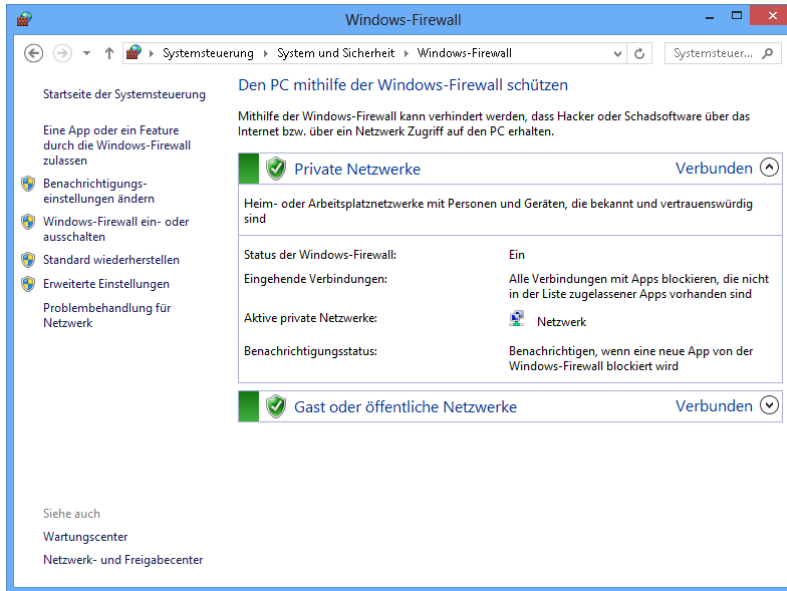 Windows-Firewall
Systemsteuerung ▸ System und Sicherheit ▸ Windows-Firewall
Systemsteuer...
Startseite der Systemsteuerung
Eine App oder ein Feature
durch die Windows-Firewall
zulassen
Benachrichtigungs-
einstellungen ändern
Windows-Firewall ein- oder
ausschalten
Standard wiederherstellen
Erweiterte Einstellungen
Problembehandlung für
Netzwerk
Siehe auch
Wartungscenter
Netzwerk- und Freigabecenter
Den PC mithilfe der Windows-Firewall schützen
Mithilfe der Windows-Firewall kann verhindert werden, dass Hacker oder Schadsoftware über das
Internet bzw. über ein Netzwerk Zugriff auf den PC erhalten.
Private Netzwerke Verbunden
Heim- oder Arbeitsplatznetzwerke mit Personen und Geräten, die bekannt und vertrauenswürdig
sind
Status der Windows-Firewall: Ein
Eingehende Verbindungen: Alle Verbindungen mit Apps blockieren, die nicht
in der Liste zugelassener Apps vorhanden sind
Aktive private Netzwerke: Netzwerk
Benachrichtigungsstatus: Benachrichtigen, wenn eine neue App von der
Windows-Firewall blockiert wird
Gast oder öffentliche Netzwerke Verbunden